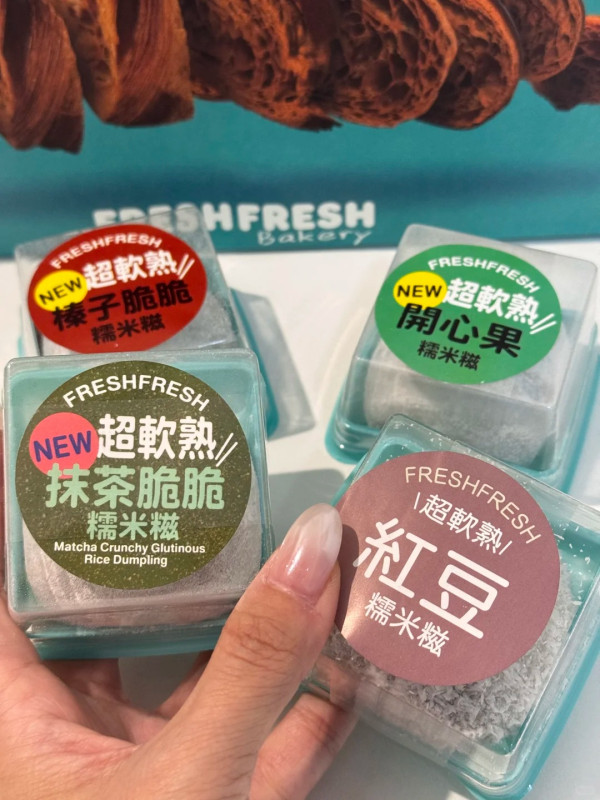 FRESHFRESH
Bakery
FRESHFRESH
NEW
超軟熟
榛子脆脆
糯米糍
FRESHFRESH
NEW
超軟熟
開心果
糯米糍
FRESHFRESH
NEW
超軟熟
抹茶脆脆
糯米糍
Matcha Crunchy Glutinous
Rice Dumpling
FRESHFRESH
超軟熟
紅豆
糯米糍